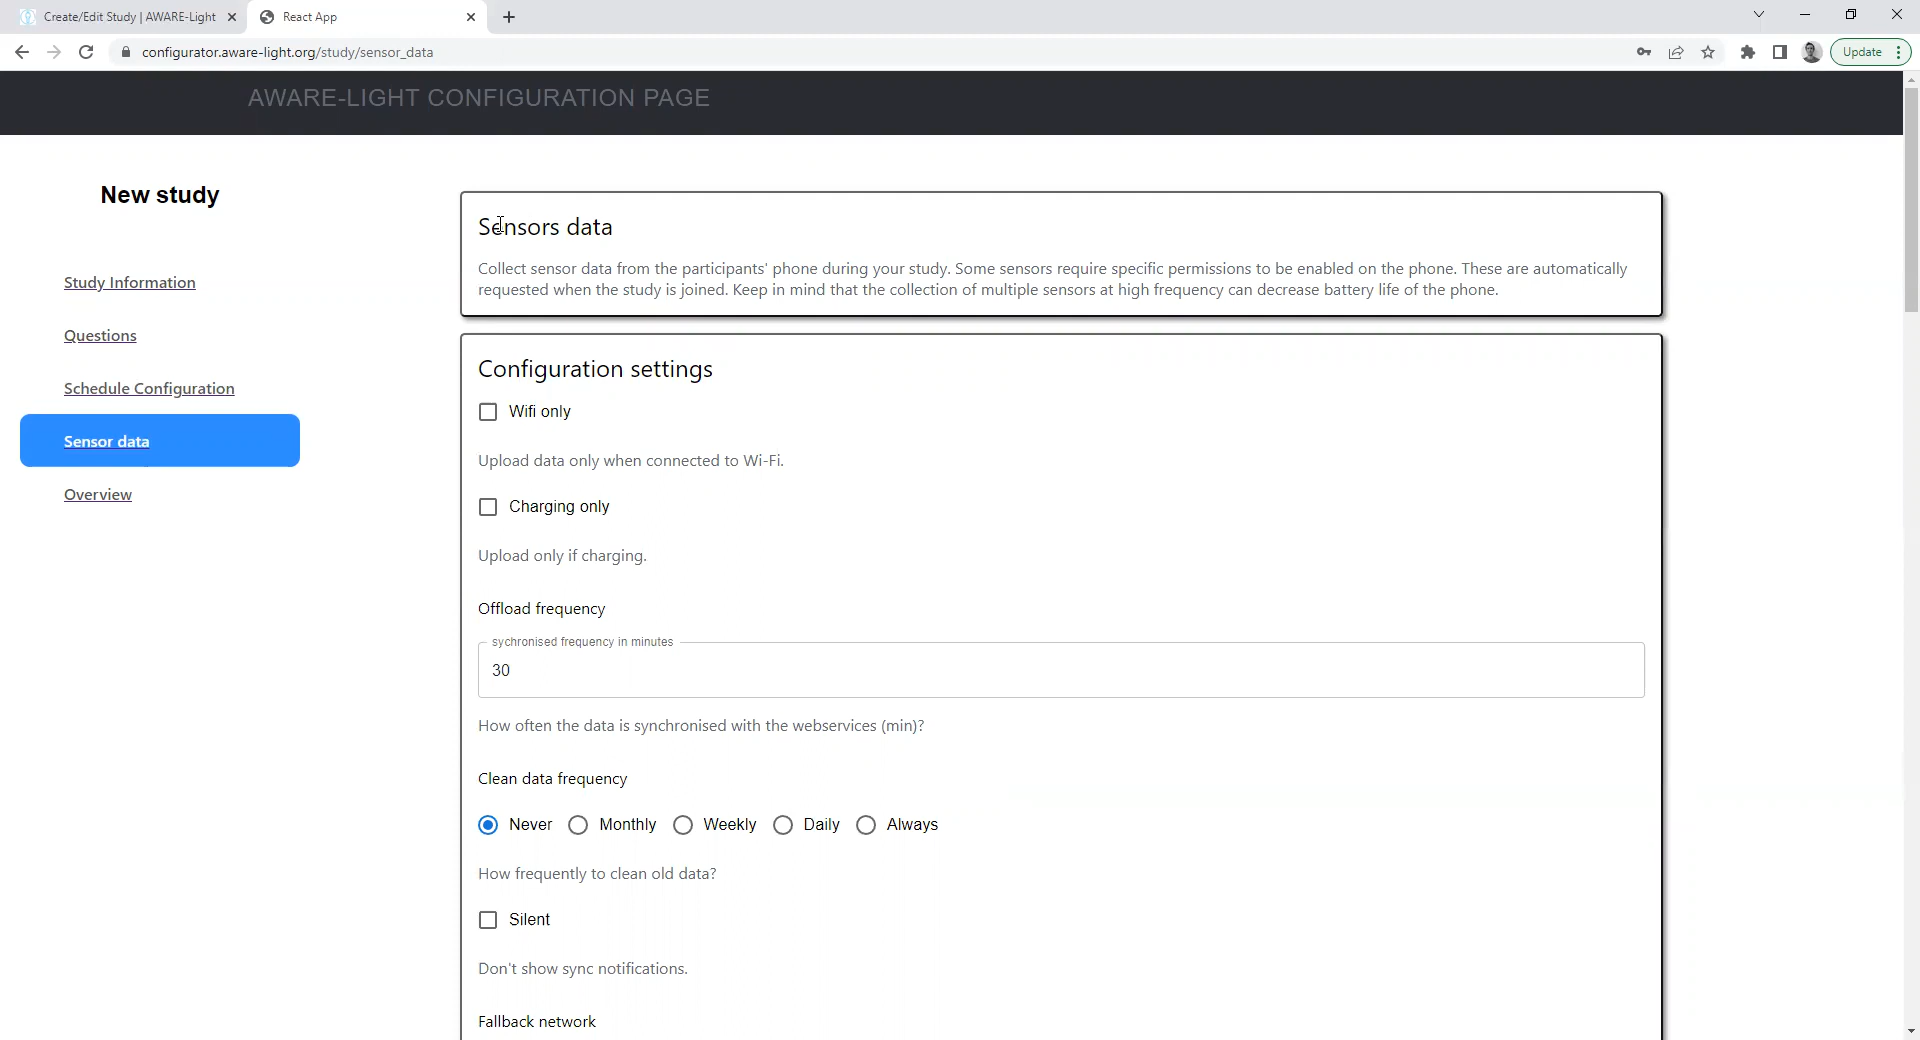 Create/Edit Study | AWARE-Light
React App
configurator.aware-light.org/study/sensor_data
Update
AWARE-LIGHT CONFIGURATION PAGE
New study
Study Information
Questions
Schedule Configuration
Sensor data
Overview
Sensors data
Collect sensor data from the participants' phone during your study. Some sensors require specific permissions to be enabled on the phone. These are automatically
requested when the study is joined. Keep in mind that the collection of multiple sensors at high frequency can decrease battery life of the phone.
Configuration settings
Wifi only
Upload data only when connected to Wi-Fi.
Charging only
Upload only if charging.
Offload frequency
sychronised frequency in minutes
30
How often the data is synchronised with the webservices (min)?
Clean data frequency
Never Monthly Weekly Daily Always
How frequently to clean old data?
Silent
Don't show sync notifications.
Fallback network